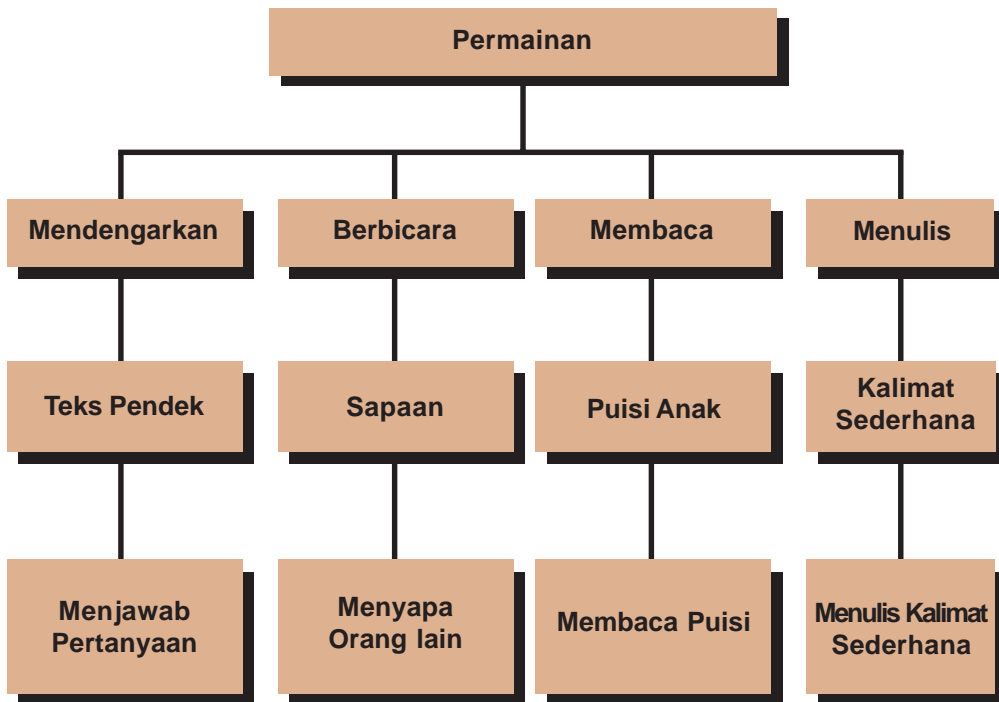 Permainan
Mendengarkan
Berbicara
Membaca
Menulis
Teks Pendek
Sapaan
Puisi Anak
Kalimat
Sederhana
Menjawab
Pertanyaan
Menyapa
Orang lain
Membaca Puisi
Menulis Kalimat
Sederhana